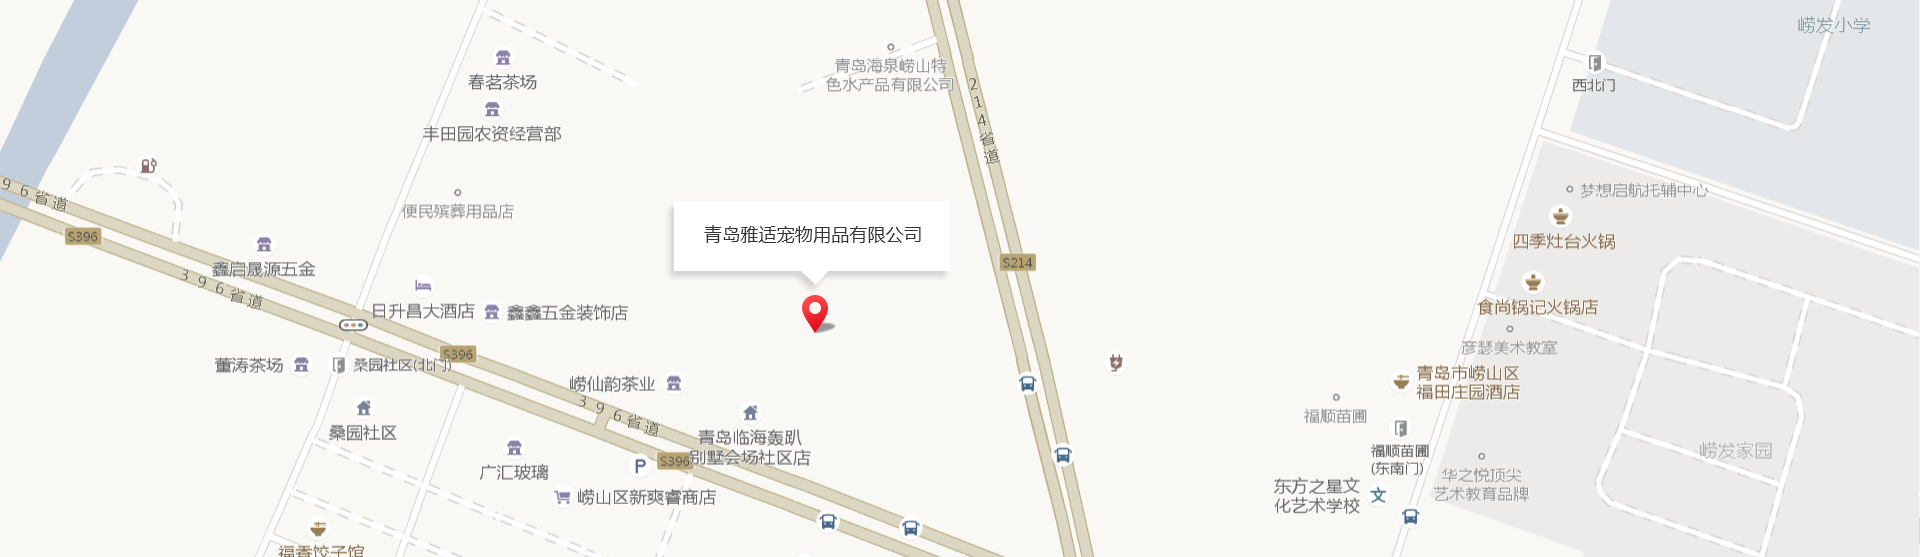 崂发小学
春茗茶场
青岛海泉崂山特
色水产品有限公司
西北门
214省道
丰田园农资经营部
396省道
梦想启航托辅中心
便民殡葬用品店
青岛雅适宠物用品有限公司
S396
四季灶台火锅
鑫启晟源五金
S214
396省道
日升昌大酒店
鑫鑫五金装饰店
食尚锅记火锅店
彦瑟美术教室
S396
董涛茶场
桑园社区(北门)
崂仙韵茶业
青岛市崂山区
福田庄园酒店
396省道
福顺苗圃
桑园社区
青岛临海轰趴
别墅会场社区店
福顺苗圃
(东南门)
崂发家园
S396
P
广汇玻璃
华之悦顶尖
艺术教育品牌
崂山区新爽睿商店
东方之星文
化艺术学校
文
福香饺子馆